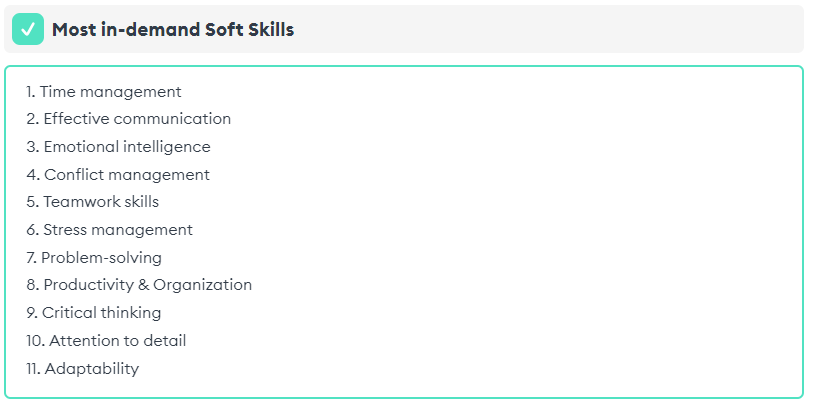 Most in-demand Soft Skills
1. Time management
2. Effective communication
3. Emotional intelligence
4. Conflict management
5. Teamwork skills
6. Stress management
7. Problem-solving
8. Productivity & Organization
9. Critical thinking
10. Attention to detail
11. Adaptability